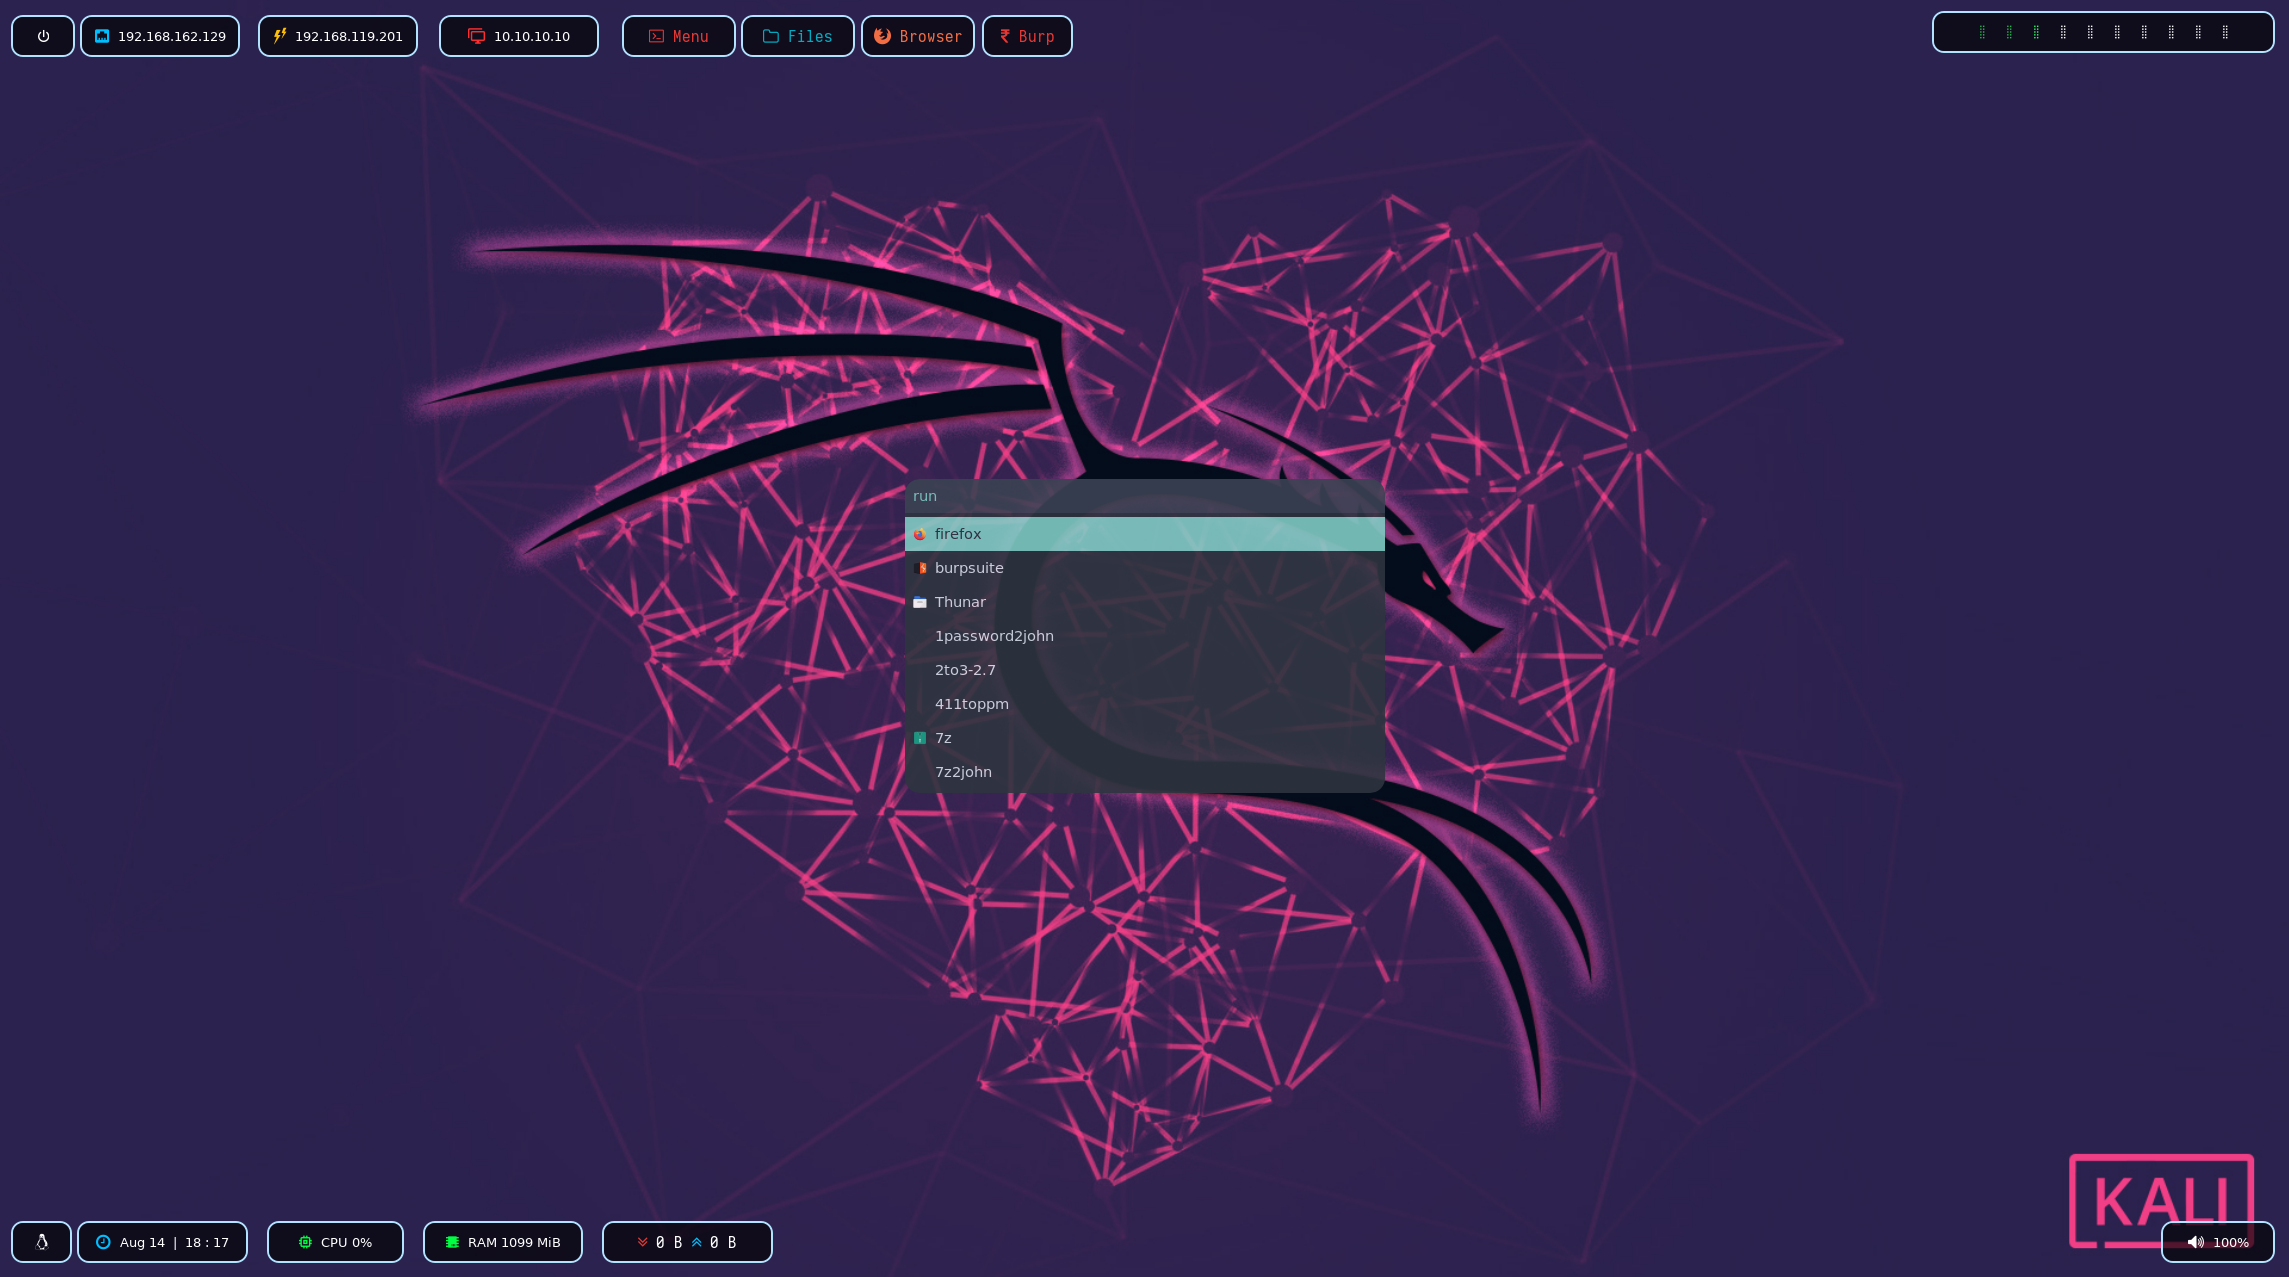 192.168.162.129
192.168.119.201
10.10.10.10
Menu
Files
Browser
Burp
run
firefox
burpsuite
Thunar
1password2john
2to3-2.7
411toppm
7z
7z2john
KALI
Aug 14 | 18 : 17
CPU 0%
RAM 1099 MiB
0 B 0 B
100%